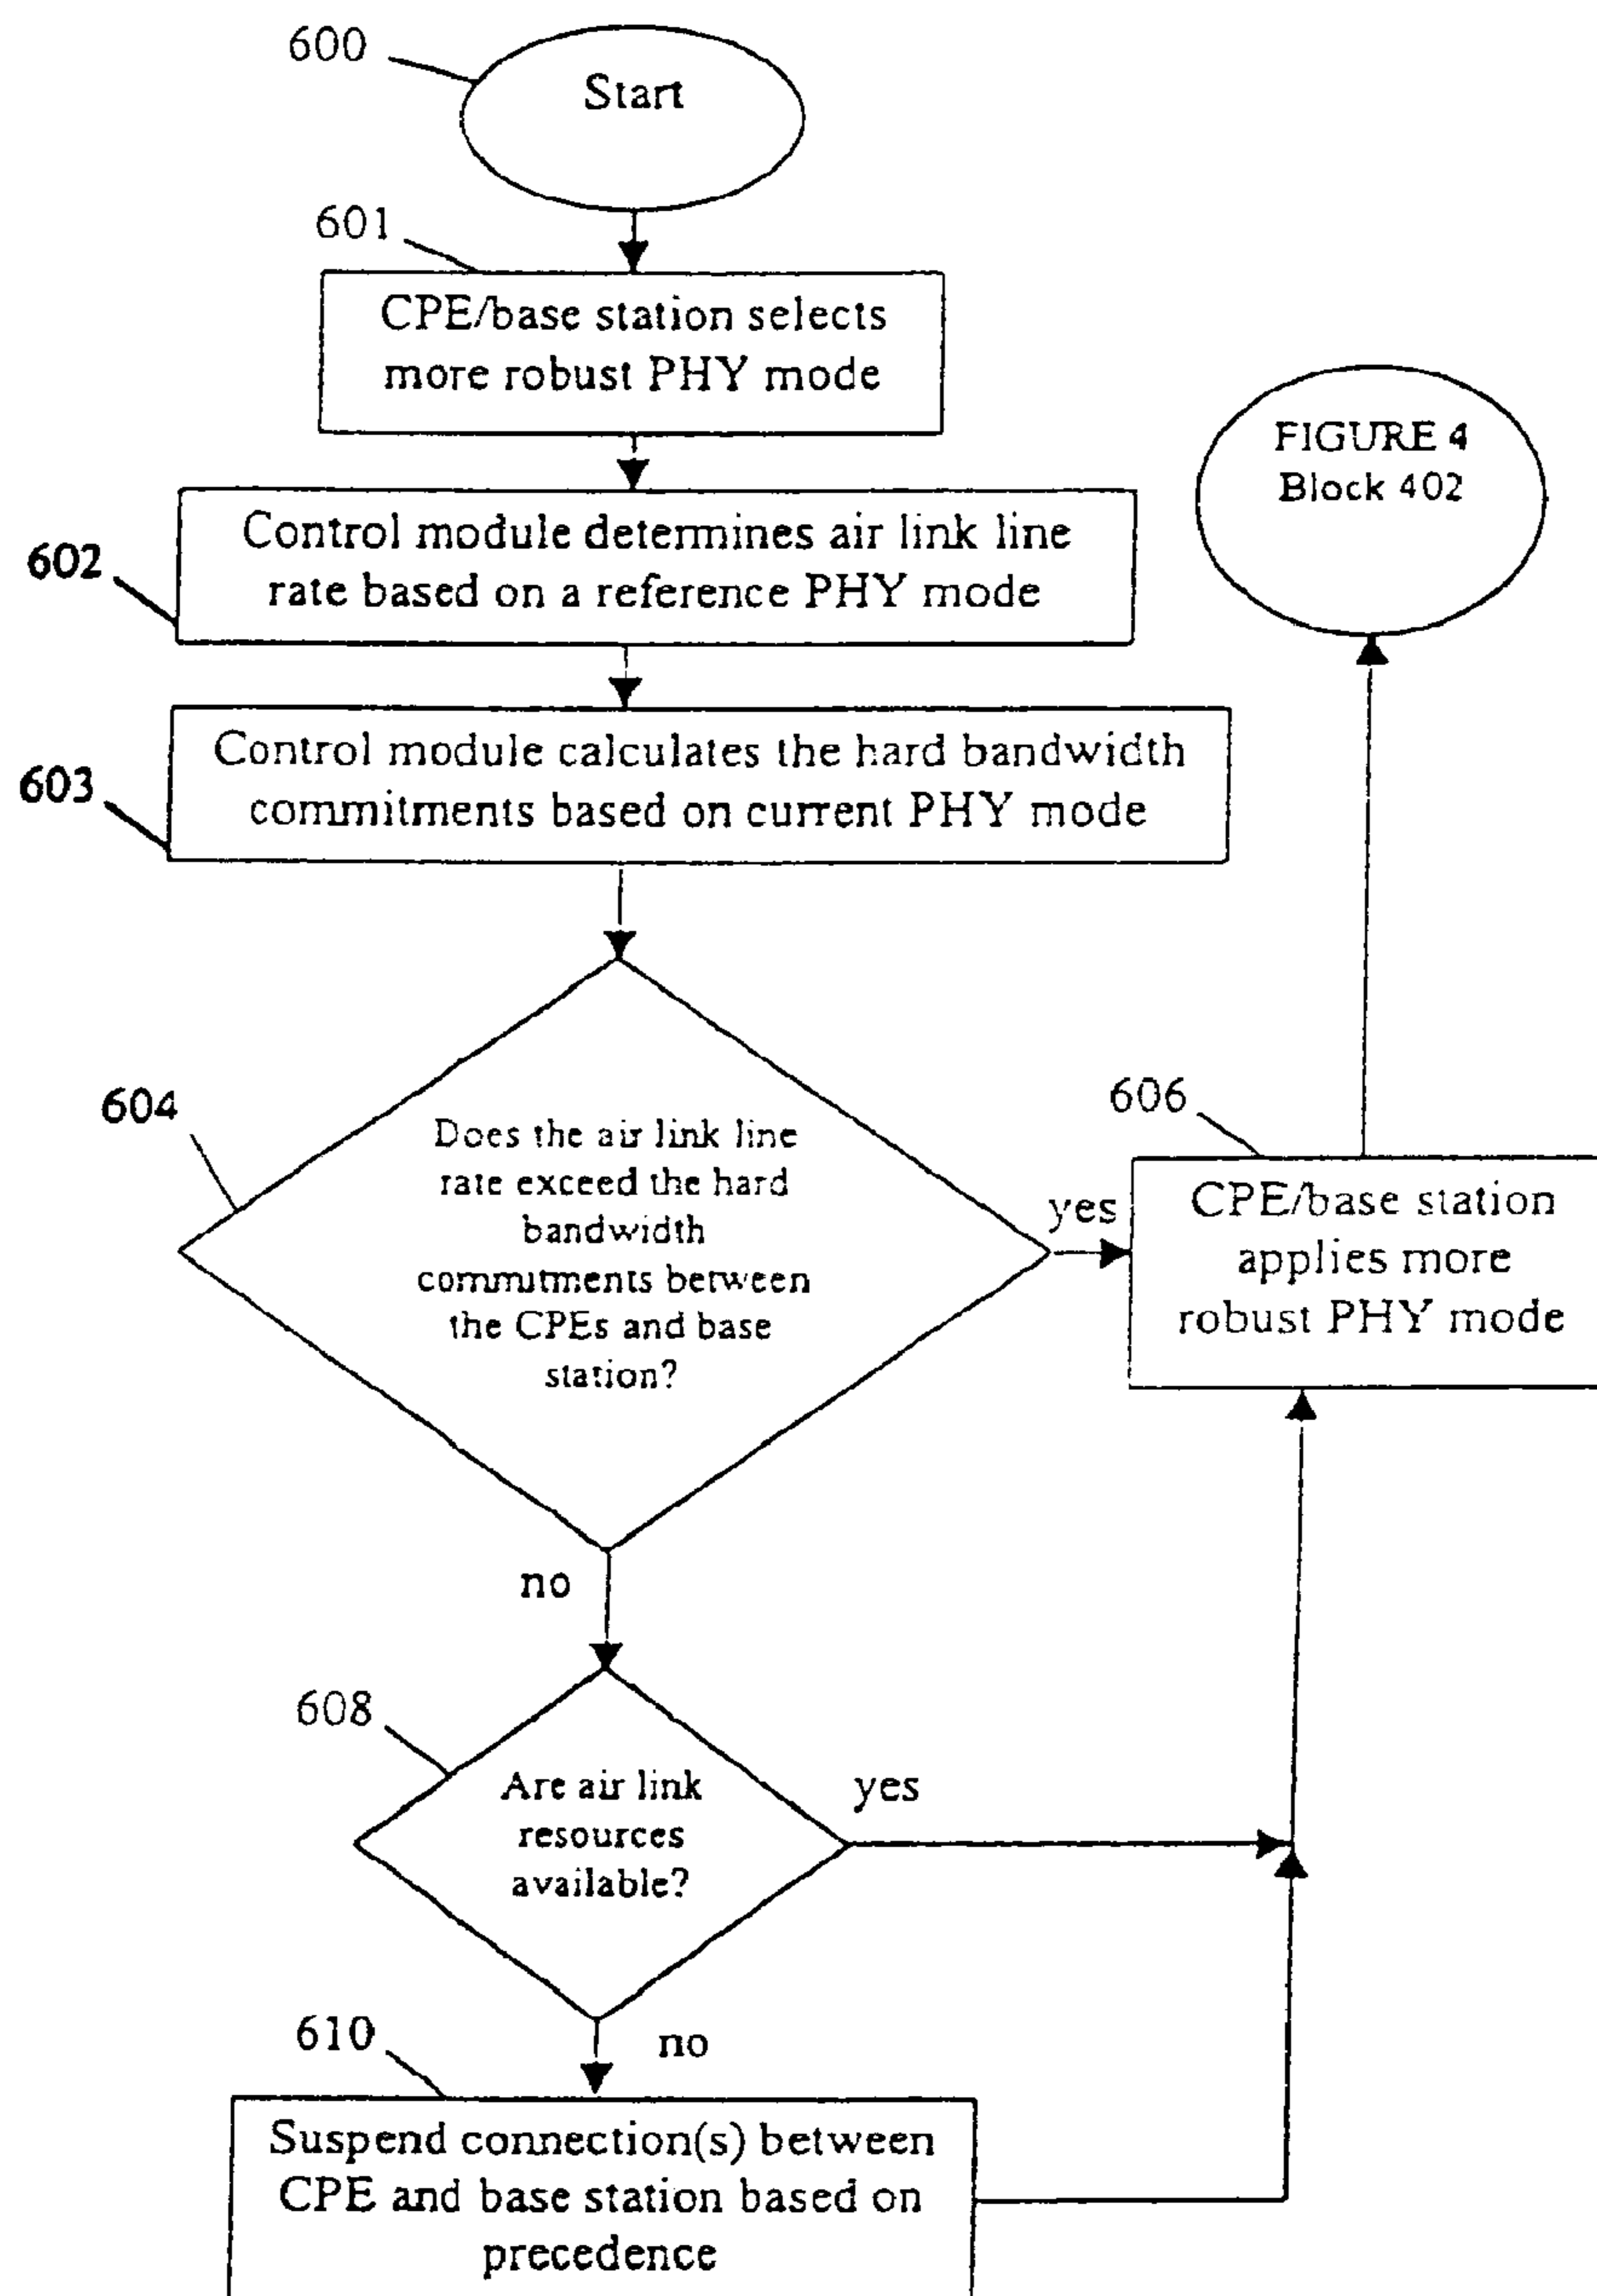 600
Start
601
CPE/base station selects
more robust PHY mode
FIGURE 4
Block 402
602
Control module determines air link line
rate based on a reference PHY mode
603
Control module calculates the hard bandwidth
commitments based on current PHY mode
604
Does the air link line
rate exceed the hard
bandwidth
commitments between
the CPEs and base
station?
yes
606
CPE/base station
applies more
robust PHY mode
no
608
Are air link
resources
available?
yes
no
610
Suspend connection(s) between
CPE and base station based on
precedence